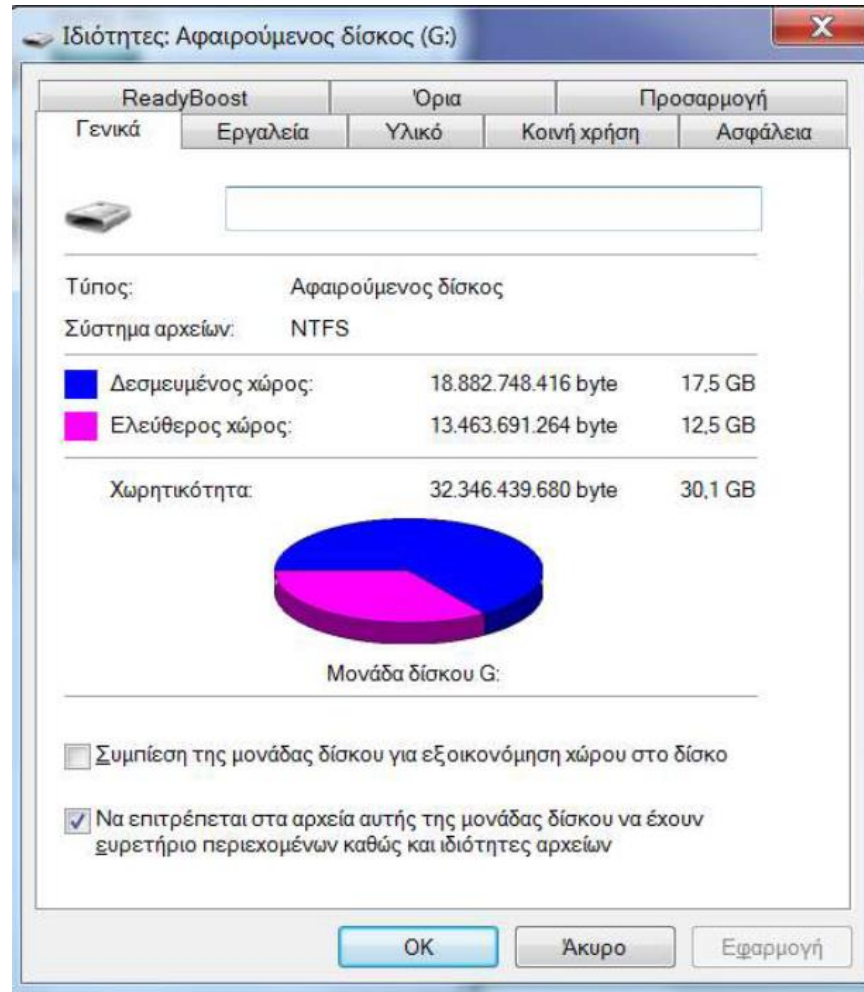 Ιδιότητες: Αφαιρούμενος δίσκος (G:)
ReadyBoost Όρια Προσαρμογή
Γενικά Εργαλεία Υλικό Κοινή χρήση Ασφάλεια
Τύπος: Αφαιρούμενος δίσκος
Σύστημα αρχείων: NTFS
Δεσμευμένος χώρος: 18.882.748.416 byte 17,5 GB
Ελεύθερος χώρος: 13.463.691.264 byte 12,5 GB
Χωρητικότητα: 32.346.439.680 byte 30,1 GB
Μονάδα δίσκου G:
Συμπίεση της μονάδας δίσκου για εξοικονόμηση χώρου στο δίσκο
Να επιτρέπεται στα αρχεία αυτής της μονάδας δίσκου να έχουν
ευρετήριο περιεχομένων καθώς και ιδιότητες αρχείων
OK Άκυρο Εφαρμογή